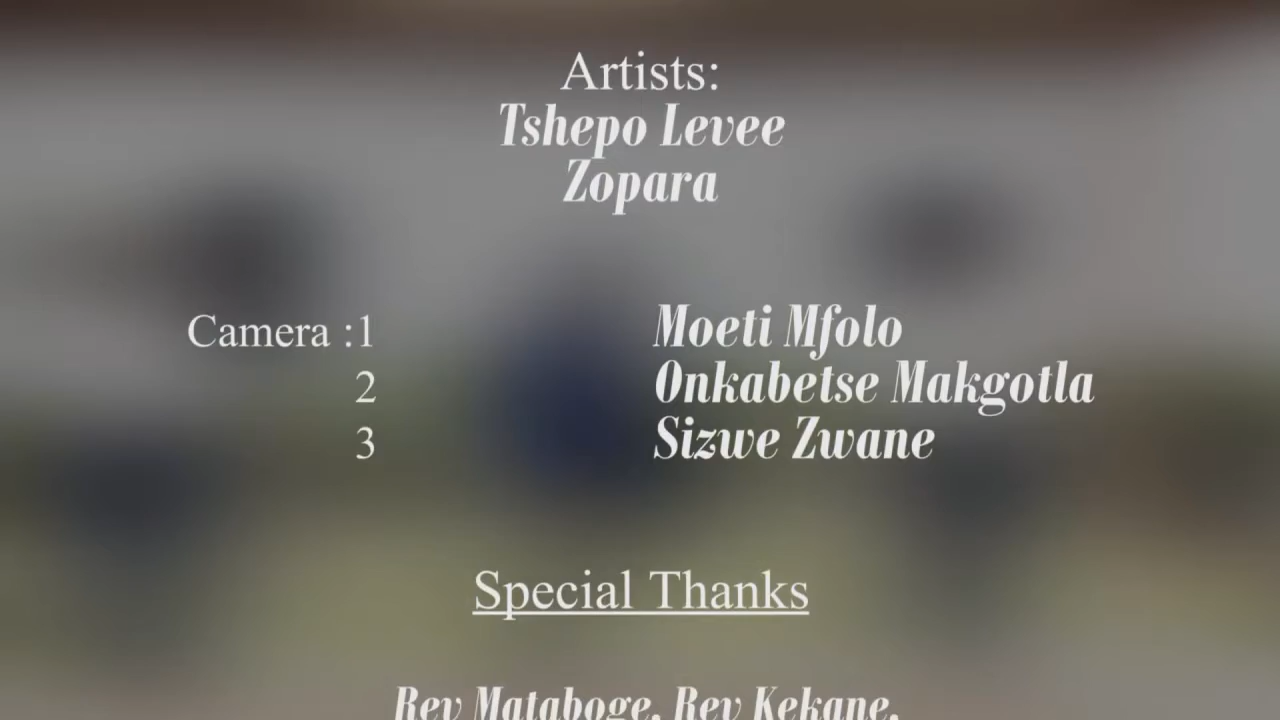 Artists:
Tshepo Levee
Zopara
Camera :1 Moeti Mfolo
2 Onkabetse Makgotla
3 Sizwe Zwane
Special Thanks
Rev Mataboge, Rev Kekane,